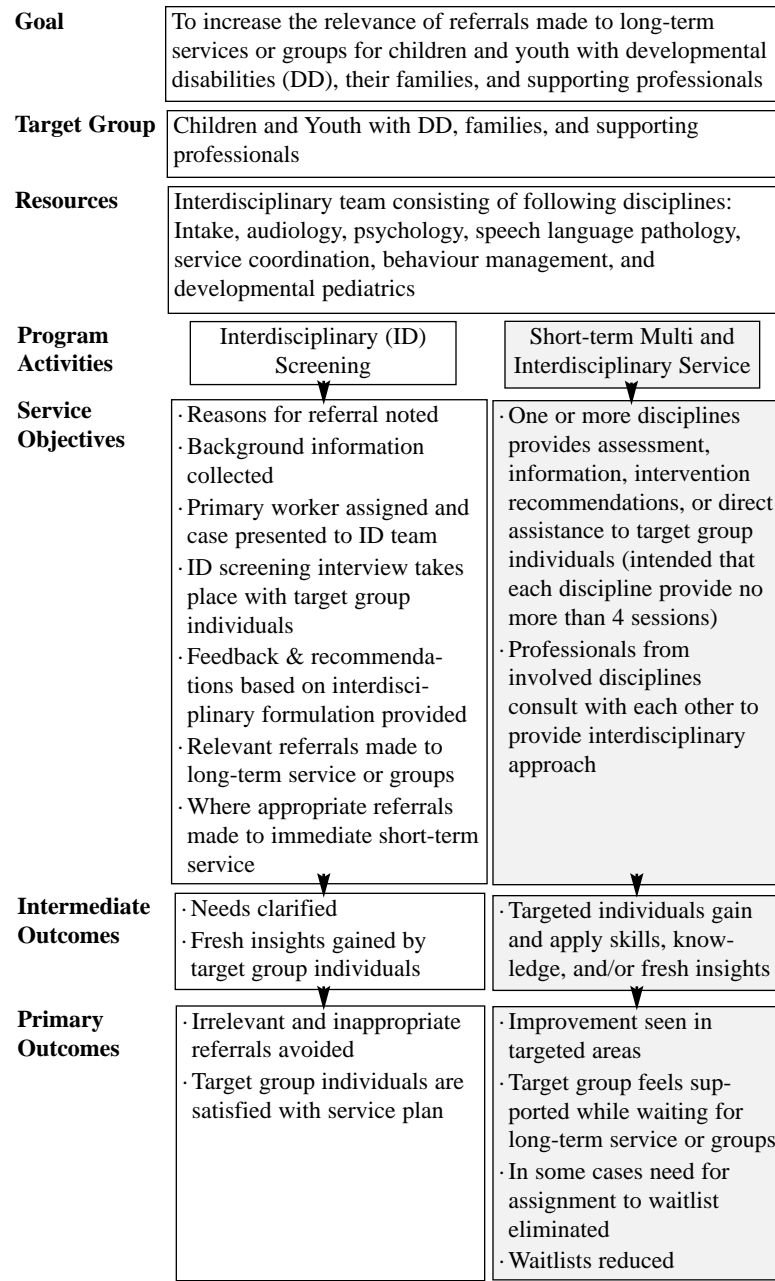 Goal
To increase the relevance of referrals made to long-term
services or groups for children and youth with developmental
disabilities (DD), their families, and supporting professionals
Target Group
Children and Youth with DD, families, and supporting
professionals
Resources
Interdisciplinary team consisting of following disciplines:
Intake, audiology, psychology, speech language pathology,
service coordination, behaviour management, and
developmental pediatrics
Program
Activities
Interdisciplinary (ID)
Screening
Short-term Multi and
Interdisciplinary Service
Service
Objectives
· Reasons for referral noted
· Background information
collected
· Primary worker assigned and
case presented to ID team
· ID screening interview takes
place with target group
individuals
· Feedback & recommenda-
tions based on interdisci-
plinary formulation provided
· Relevant referrals made to
long-term service or groups
· Where appropriate referrals
made to immediate short-term
service
· One or more disciplines
provides assessment,
information, intervention
recommendations, or direct
assistance to target group
individuals (intended that
each discipline provide no
more than 4 sessions)
· Professionals from
involved disciplines
consult with each other to
provide interdisciplinary
approach
Intermediate
Outcomes
· Needs clarified
· Fresh insights gained by
target group individuals
· Targeted individuals gain
and apply skills, know-
ledge, and/or fresh insights
Primary
Outcomes
· Irrelevant and inappropriate
referrals avoided
· Target group individuals are
satisfied with service plan
· Improvement seen in
targeted areas
· Target group feels sup-
ported while waiting for
long-term service or groups
· In some cases need for
assignment to waitlist
eliminated
· Waitlists reduced